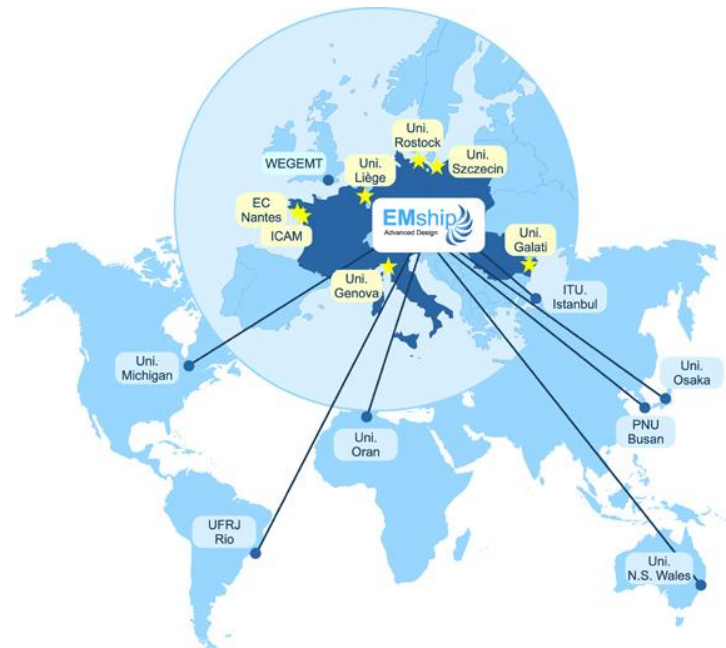 Uni.
Rostock
WEGEMT
Uni.
Liège
Uni.
Szczecin
EC
Nantes
ICAM
EMship
Advanced Design
Uni.
Galati
Uni.
Genova
ITU.
Istanbul
Uni.
Michigan
Uni.
Osaka
PNU
Busan
Uni.
Oran
UFRJ
Rio
Uni.
N.S. Wales